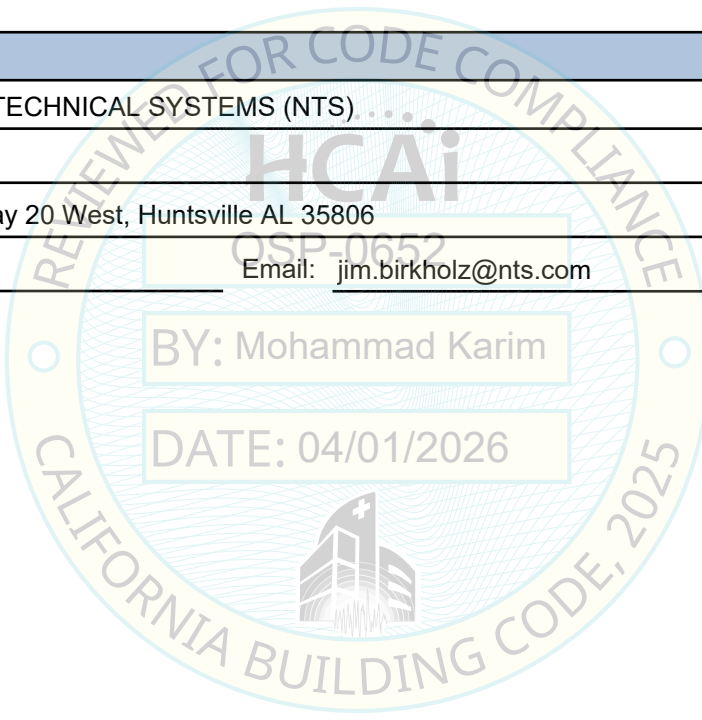 TECHNICAL SYSTEMS (NTS)
20 West, Huntsville AL 35806
Email: jim.birkholz@nts.com
REVIEWED FOR CODE COMPLIANCE
HCAi
OSP-0652
BY: Mohammad Karim
DATE: 04/01/2026
CALIFORNIA BUILDING CODE, 2025